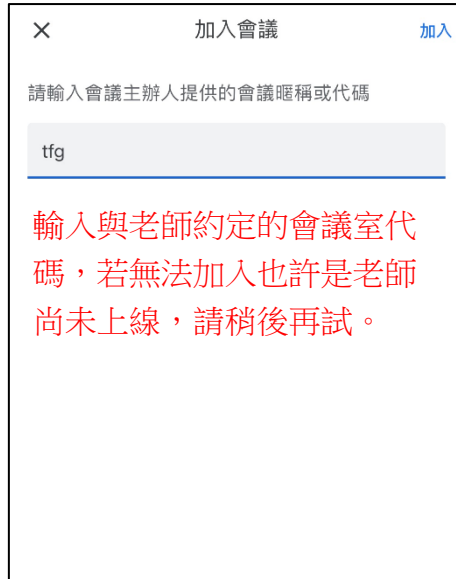 ✕ 加入會議 加入
請輸入會議主辦人提供的會議暱稱或代碼
tfg
輸入與老師約定的會議室代
碼，若無法加入也許是老師
尚未上線，請稍後再試。